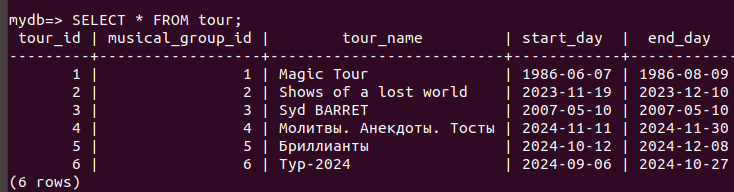 mydb=> SELECT * FROM tour;
 tour_id | musical_group_id |        tour_name         | start_day  |  end_day
---------+------------------+--------------------------+------------+-----------
       1 |                1 | Magic Tour               | 1986-06-07 | 1986-08-09
       2 |                2 | Shows of a lost world    | 2023-11-19 | 2023-12-10
       3 |                3 | Syd BARRET               | 2007-05-10 | 2007-05-10
       4 |                4 | Молитвы. Анекдоты. Тосты | 2024-11-11 | 2024-11-30
       5 |                5 | Бриллианты               | 2024-10-12 | 2024-12-08
       6 |                6 | Тур-2024                 | 2024-09-06 | 2024-10-27
(6 rows)